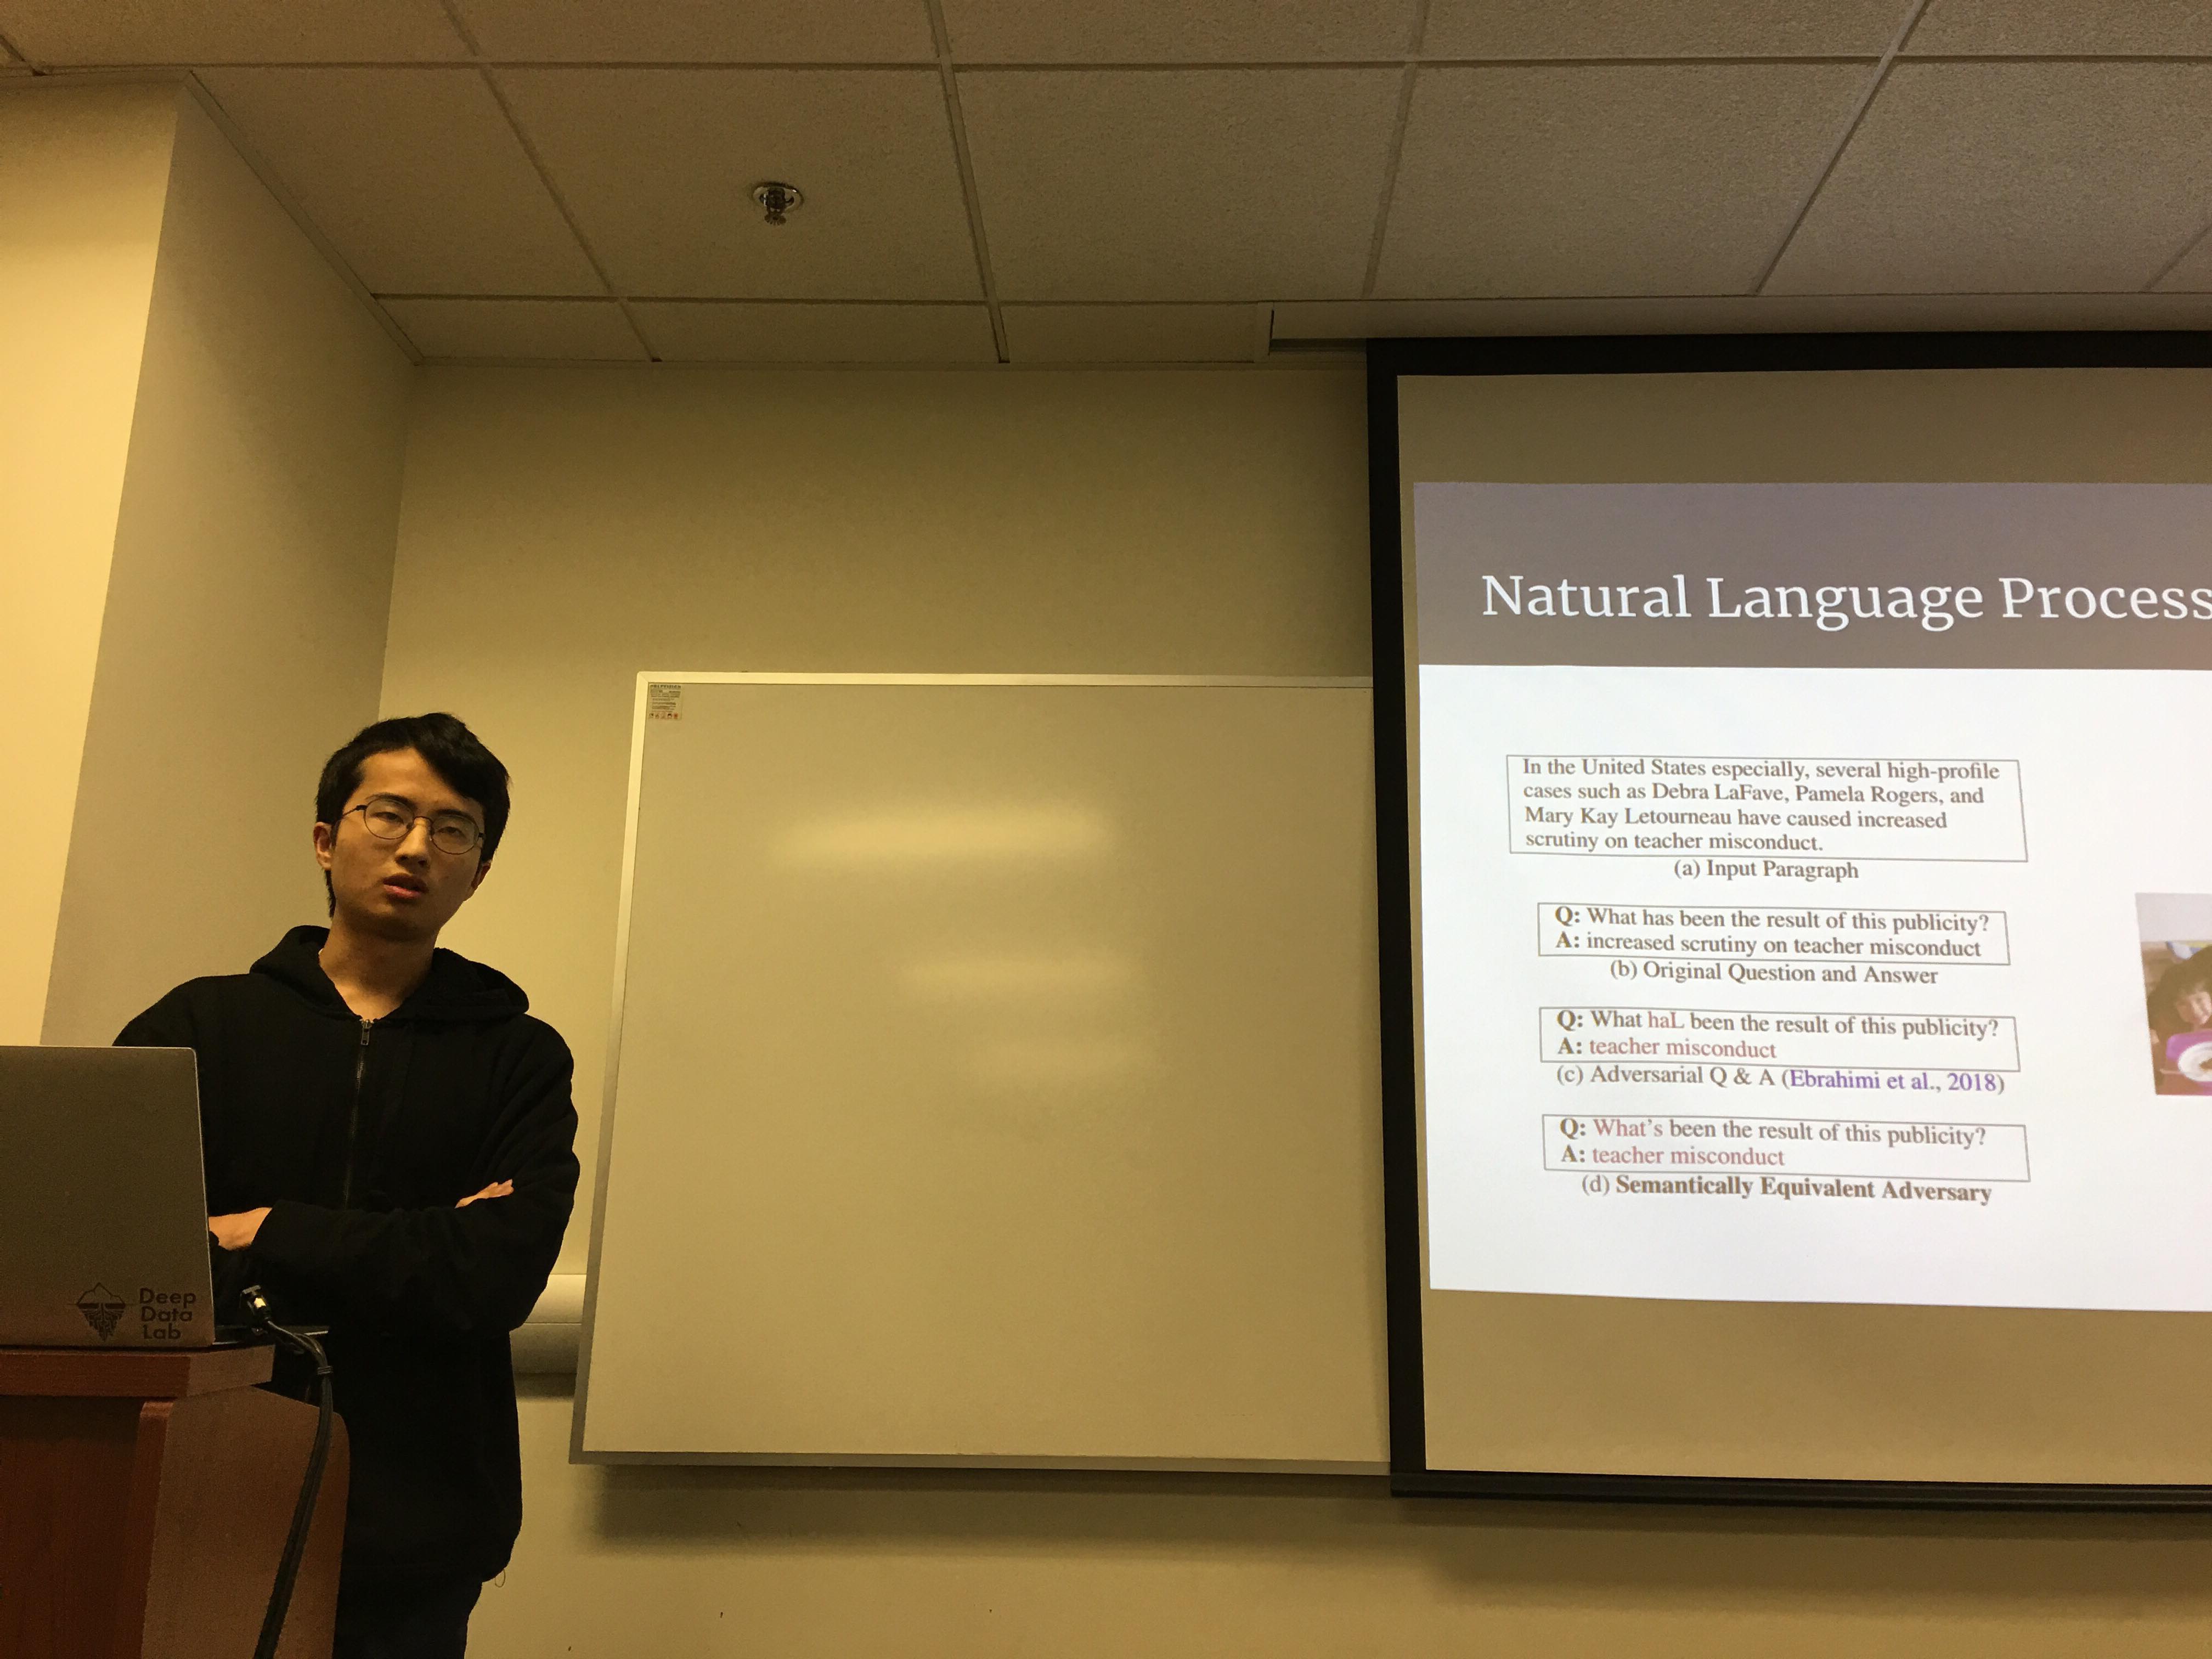 Natural Language Process
In the United States especially, several high-profile
cases such as Debra LaFave, Pamela Rogers, and
Mary Kay Letourneau have caused increased
scrutiny on teacher misconduct.
(a) Input Paragraph
Q: What has been the result of this publicity?
A: increased scrutiny on teacher misconduct
(b) Original Question and Answer
Q: What haL been the result of this publicity?
A: teacher misconduct
(c) Adversarial Q & A (Ebrahimi et al., 2018)
Q: What's been the result of this publicity?
A: teacher misconduct
(d) Semantically Equivalent Adversary
Deep
Data
Lab